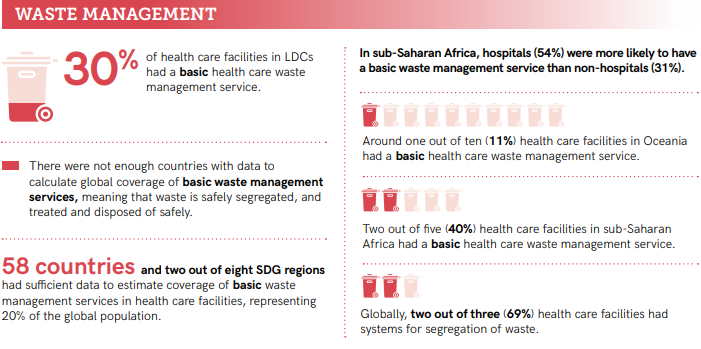 WASTE MANAGEMENT
30%
of health care facilities in LDCs
had a basic health care waste
management service.
There were not enough countries with data to
calculate global coverage of basic waste management
services, meaning that waste is safely segregated, and
treated and disposed of safely.
58 countries and two out of eight SDG regions
had sufficient data to estimate coverage of basic waste
management services in health care facilities, representing
20% of the global population.
In sub-Saharan Africa, hospitals (54%) were more likely to have
a basic waste management service than non-hospitals (31%).
Around one out of ten (11%) health care facilities in Oceania
had a basic health care waste management service.
Two out of five (40%) health care facilities in sub-Saharan
Africa had a basic health care waste management service.
Globally, two out of three (69%) health care facilities had
systems for segregation of waste.